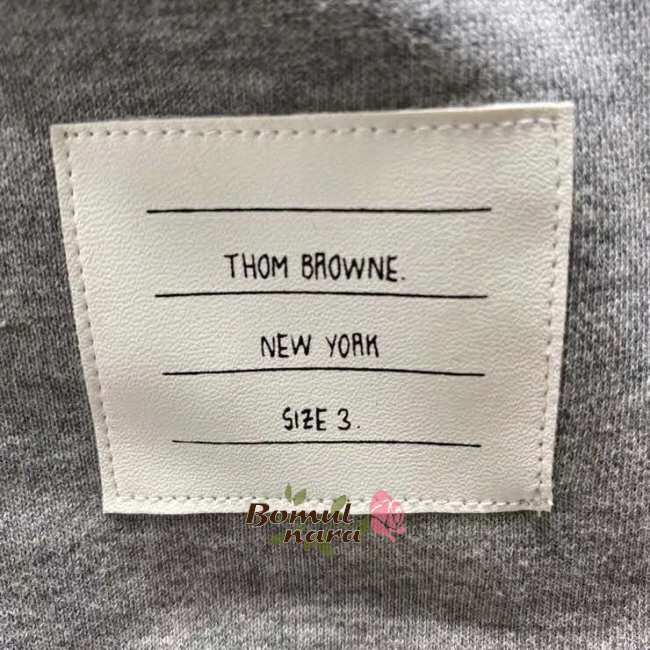 THOM BROWNE.
NEW YORK
SIZE 3.
Bomul
nara